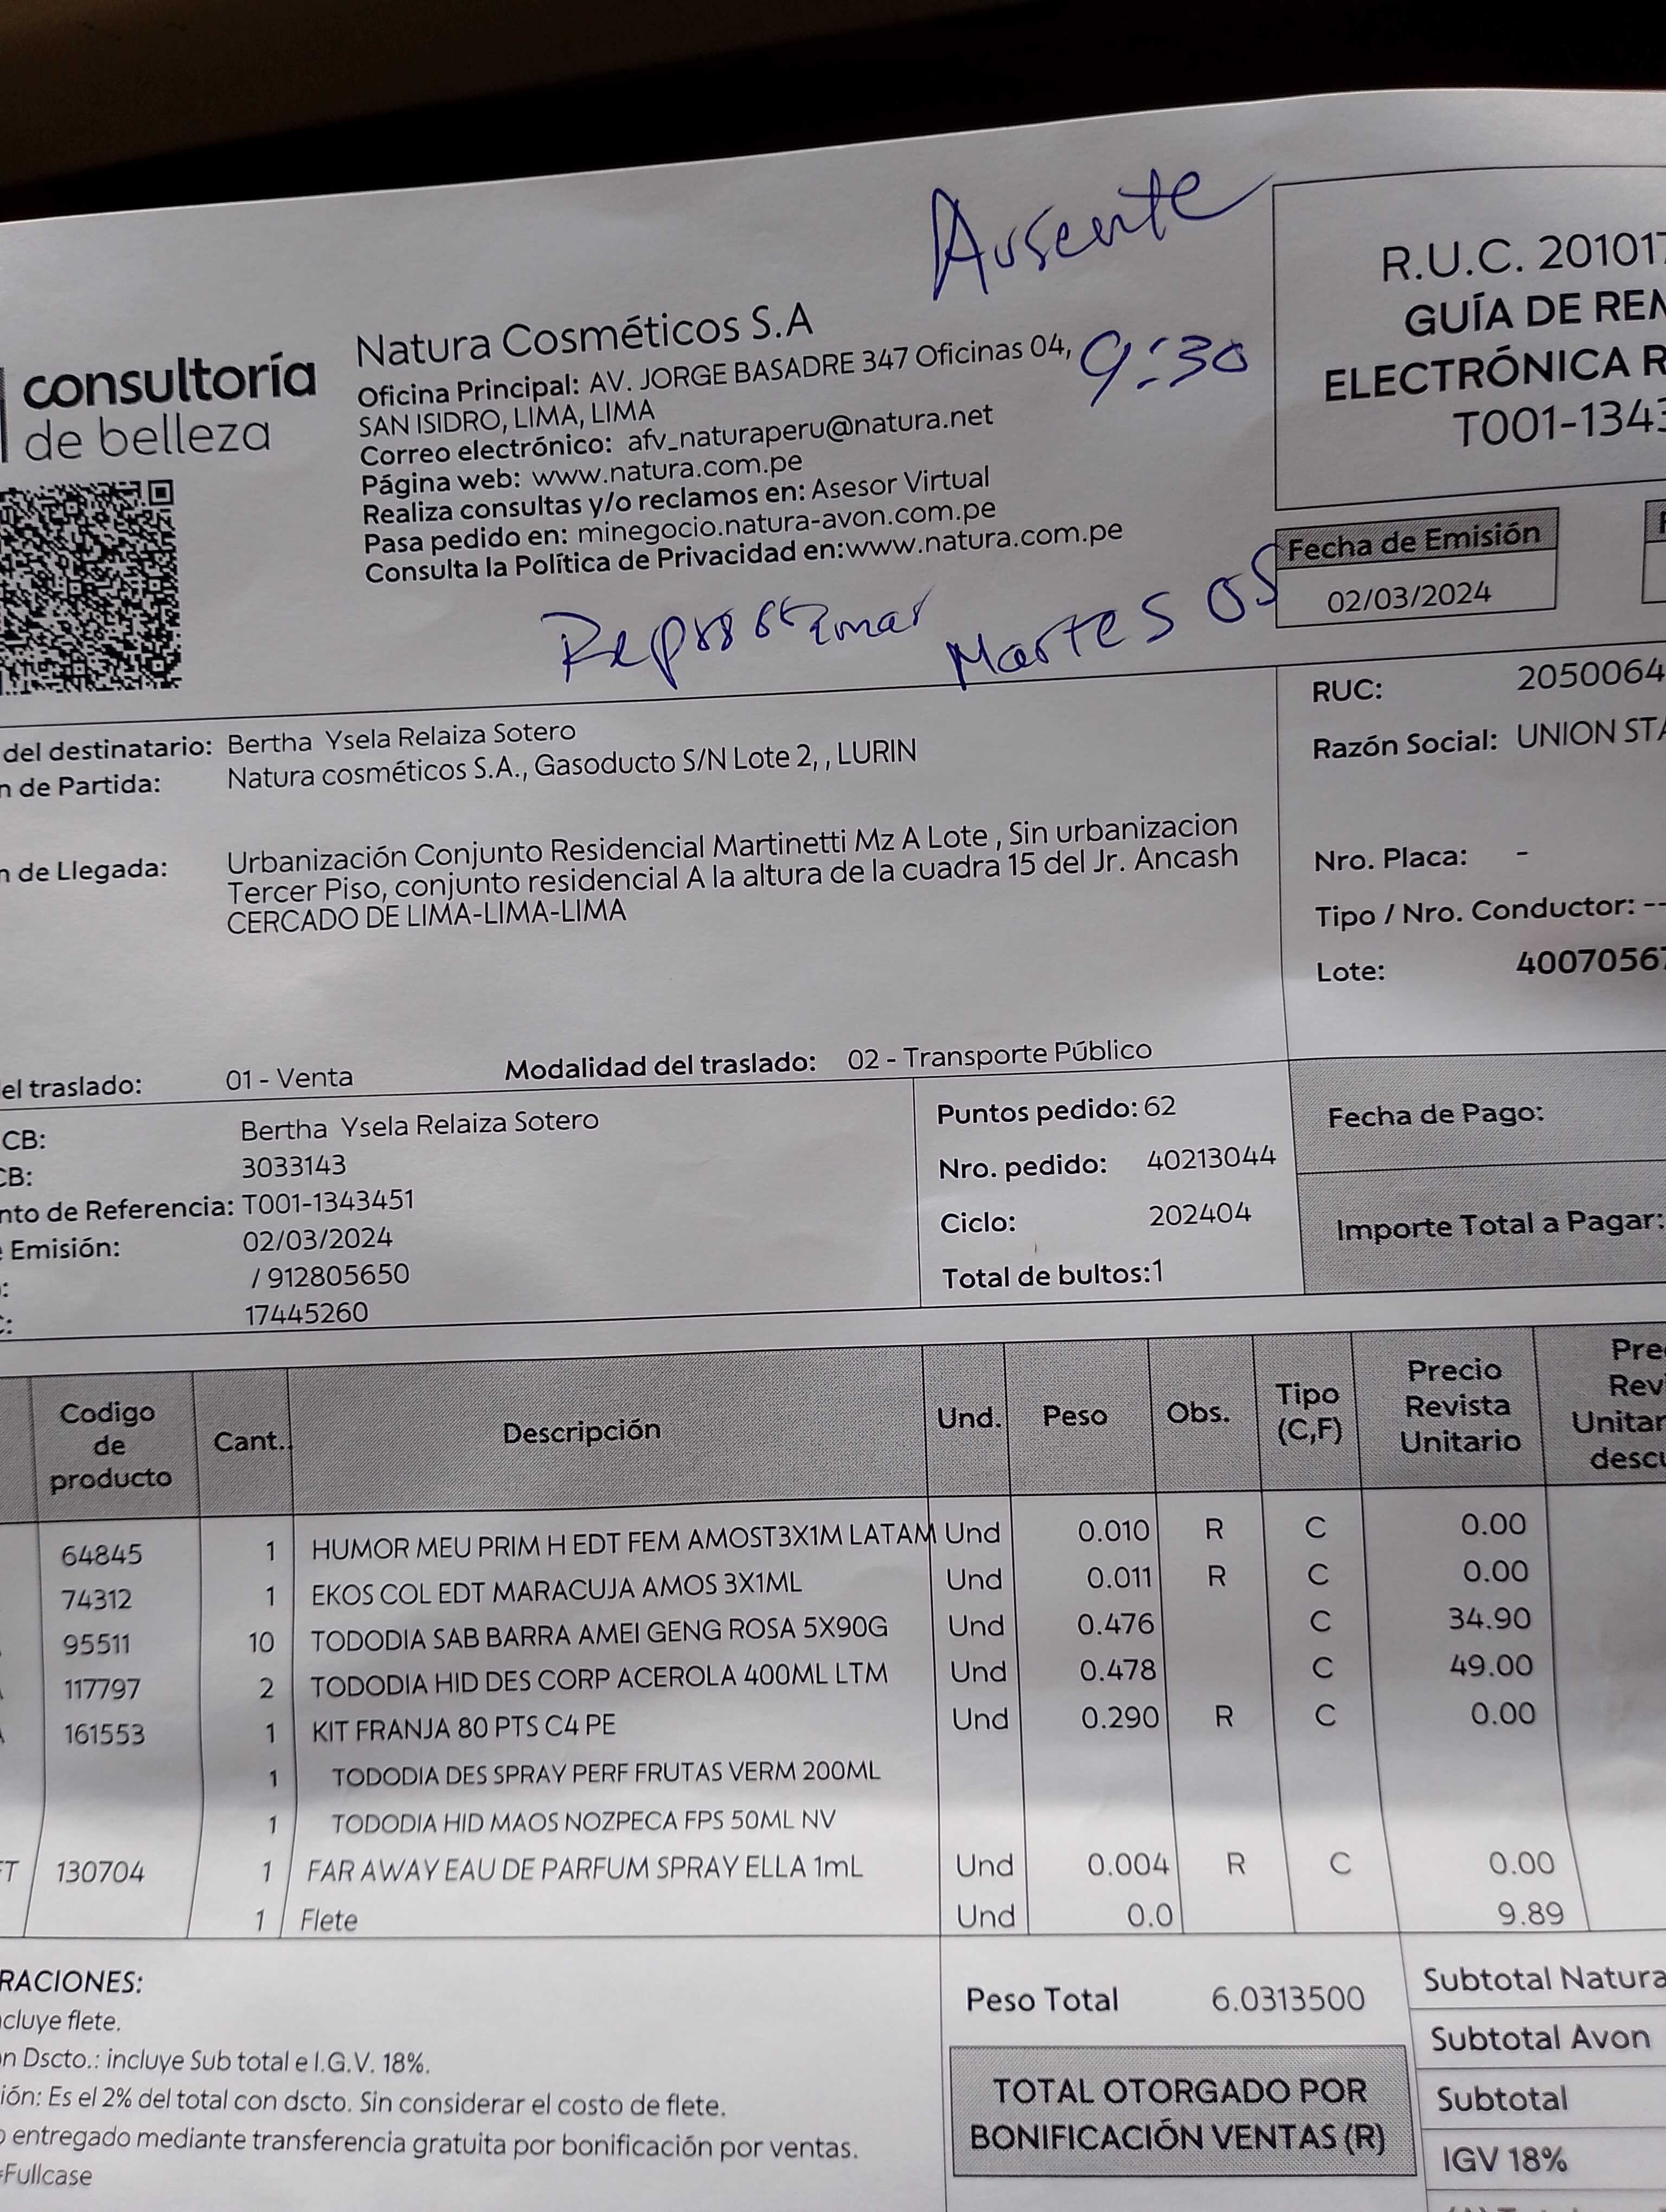 Ausente
9:30
consultoría
de belleza
Natura Cosméticos S.A
Oficina Principal: AV. JORGE BASADRE 347 Oficinas 04,
SAN ISIDRO, LIMA, LIMA
Correo electrónico: afv_naturaperu@natura.net
Página web: www.natura.com.pe
Realiza consultas y/o reclamos en: Asesor Virtual
Pasa pedido en: minegocio.natura-avon.com.pe
Consulta la Política de Privacidad en:www.natura.com.pe
R.U.C. 20101
GUÍA DE REM
ELECTRÓNICA R
T001-134
Fecha de Emisión
02/03/2024
Martes 05
del destinatario: Bertha Ysela Relaiza Sotero
n de Partida: Natura cosméticos S.A., Gasoducto S/N Lote 2, , LURIN
n de Llegada: Urbanización Conjunto Residencial Martinetti Mz A Lote , Sin urbanizacion
Tercer Piso, conjunto residencial A la altura de la cuadra 15 del Jr. Ancash
CERCADO DE LIMA-LIMA-LIMA
RUC: 2050064
Razón Social: UNION STA
Nro. Placa: -
Tipo / Nro. Conductor: --
Lote: 4007056
el traslado: 01 - Venta Modalidad del traslado: 02 - Transporte Público
CB: Bertha Ysela Relaiza Sotero
CB: 3033143
nto de Referencia: T001-1343451
Emisión: 02/03/2024
: / 912805650
: 17445260
Puntos pedido: 62
Nro. pedido: 40213044
Ciclo: 202404
Total de bultos:1
Fecha de Pago:
Importe Total a Pagar:
Codigo de producto Cant. Descripción Und. Peso Obs. Tipo (C,F) Precio Revista Unitario Pre Rev Unitar descu
64845 1 HUMOR MEU PRIM H EDT FEM AMOST3X1M LATAM Und 0.010 R C 0.00
74312 1 EKOS COL EDT MARACUJA AMOS 3X1ML Und 0.011 R C 0.00
95511 10 TODODIA SAB BARRA AMEI GENG ROSA 5X90G Und 0.476 C 34.90
117797 2 TODODIA HID DES CORP ACEROLA 400ML LTM Und 0.478 C 49.00
161553 1 KIT FRANJA 80 PTS C4 PE Und 0.290 R C 0.00
1 TODODIA DES SPRAY PERF FRUTAS VERM 200ML
1 TODODIA HID MAOS NOZPECA FPS 50ML NV
FT 130704 1 FAR AWAY EAU DE PARFUM SPRAY ELLA 1mL Und 0.004 R C 0.00
1 Flete Und 0.0 9.89
RACIONES:
cluye flete.
n Dscto.: incluye Sub total e I.G.V. 18%.
ión: Es el 2% del total con dscto. Sin considerar el costo de flete.
o entregado mediante transferencia gratuita por bonificación por ventas.
=Fullcase
Peso Total 6.0313500
TOTAL OTORGADO POR
BONIFICACIÓN VENTAS (R)
Subtotal Natura
Subtotal Avon
Subtotal
IGV 18%